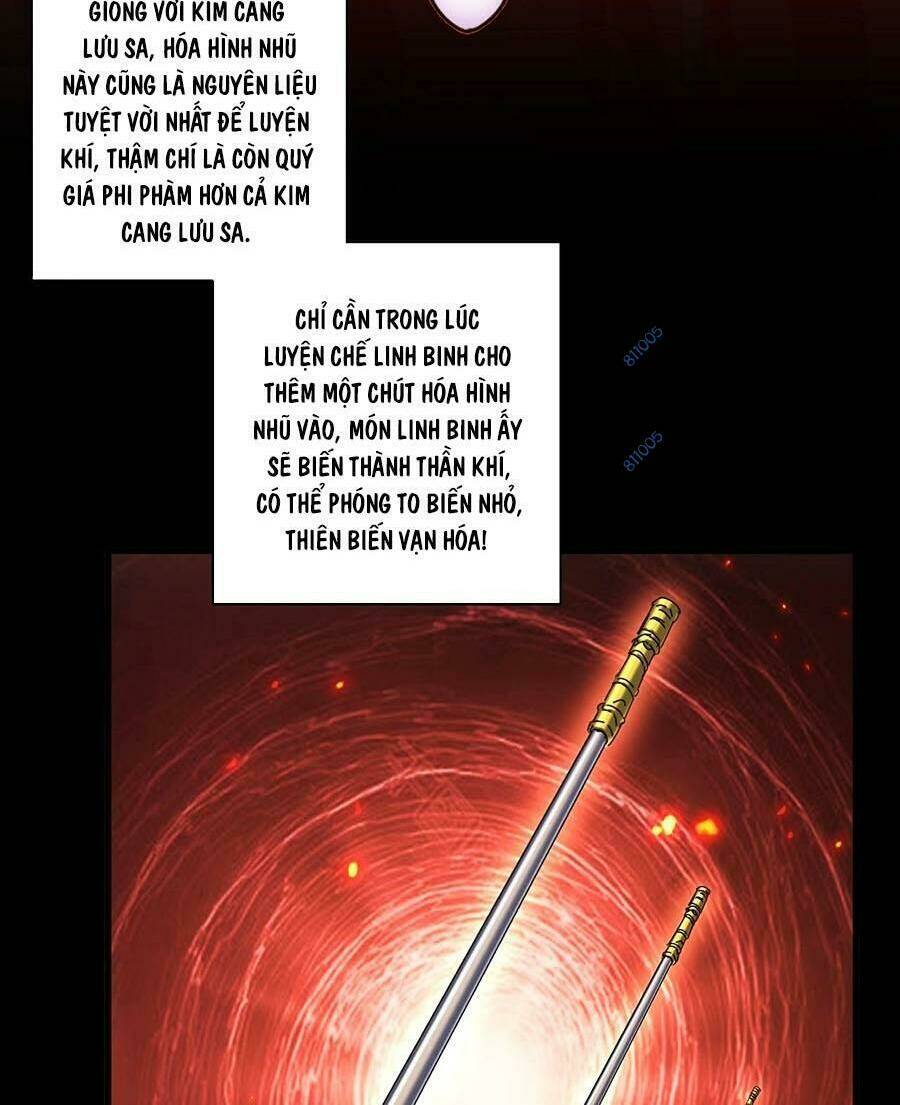 GIỐNG VỚI KIM CANG
LƯU SA, HÓA HÌNH NHŨ
NÀY CŨNG LÀ NGUYÊN LIỆU
TUYỆT VỜI NHẤT ĐỂ LUYỆN
KHÍ, THẬM CHÍ LÀ CÒN QUÝ
GIÁ PHI PHÀM HƠN CẢ KIM
CANG LƯU SA.
CHỈ CẦN TRONG LÚC
LUYỆN CHẾ LINH BINH CHO
THÊM MỘT CHÚT HÓA HÌNH
NHŨ VÀO, MÓN LINH BINH ẤY
SẼ BIẾN THÀNH THẦN KHÍ,
CÓ THỂ PHÓNG TO BIẾN NHỎ,
THIÊN BIẾN VẠN HÓA!
811005
811005